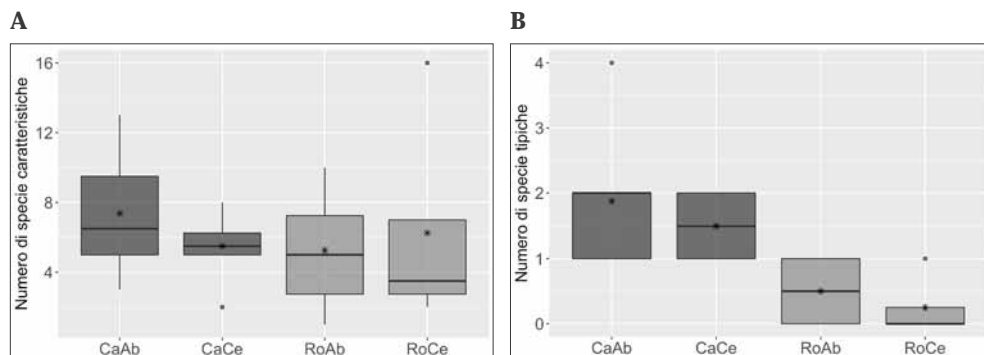 A
Numero di specie caratteristiche
16
12
8
4
CaAb CaCe RoAb RoCe
B
Numero di specie tipiche
4
3
2
1
0
CaAb CaCe RoAb RoCe